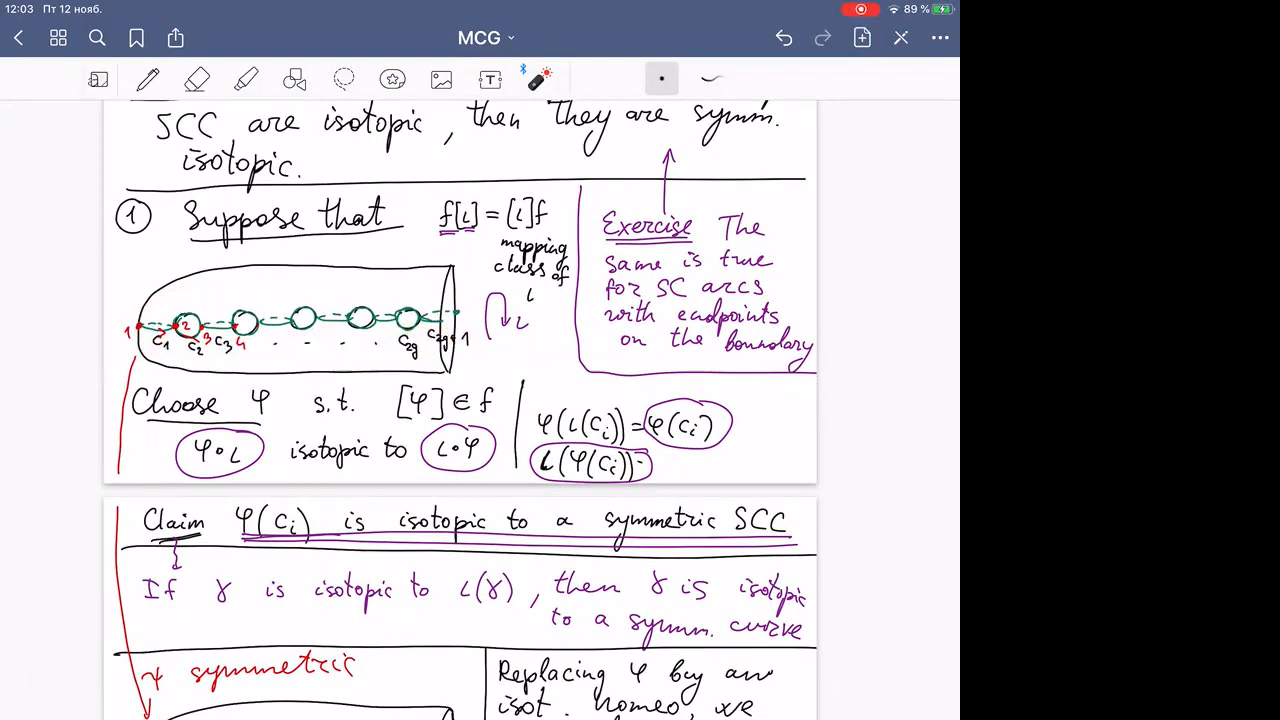 12:03 Пт 12 нояб.
89 %
MCG
SCC are isotopic, then they are symm.
isotopic.
1 Suppose that f[ι] = [ι]f
mapping
class of
ι
ι
Exercise The
same is true
for SC arcs
with endpoints
on the boundary
1 2 3 4 1
c1 c2 c3 . - - . . c2g c2g+1
Choose φ s.t. [φ] ∈ f
φ∘ι isotopic to ι∘φ
φ(ι(ci)) = φ(ci)
ι(φ(ci))
Claim φ(ci) is isotopic to a symmetric SCC
If γ is isotopic to ι(γ), then γ is isotopic
to a symm. curve
ψ symmetric
Replacing φ by an
isot. homeo, we